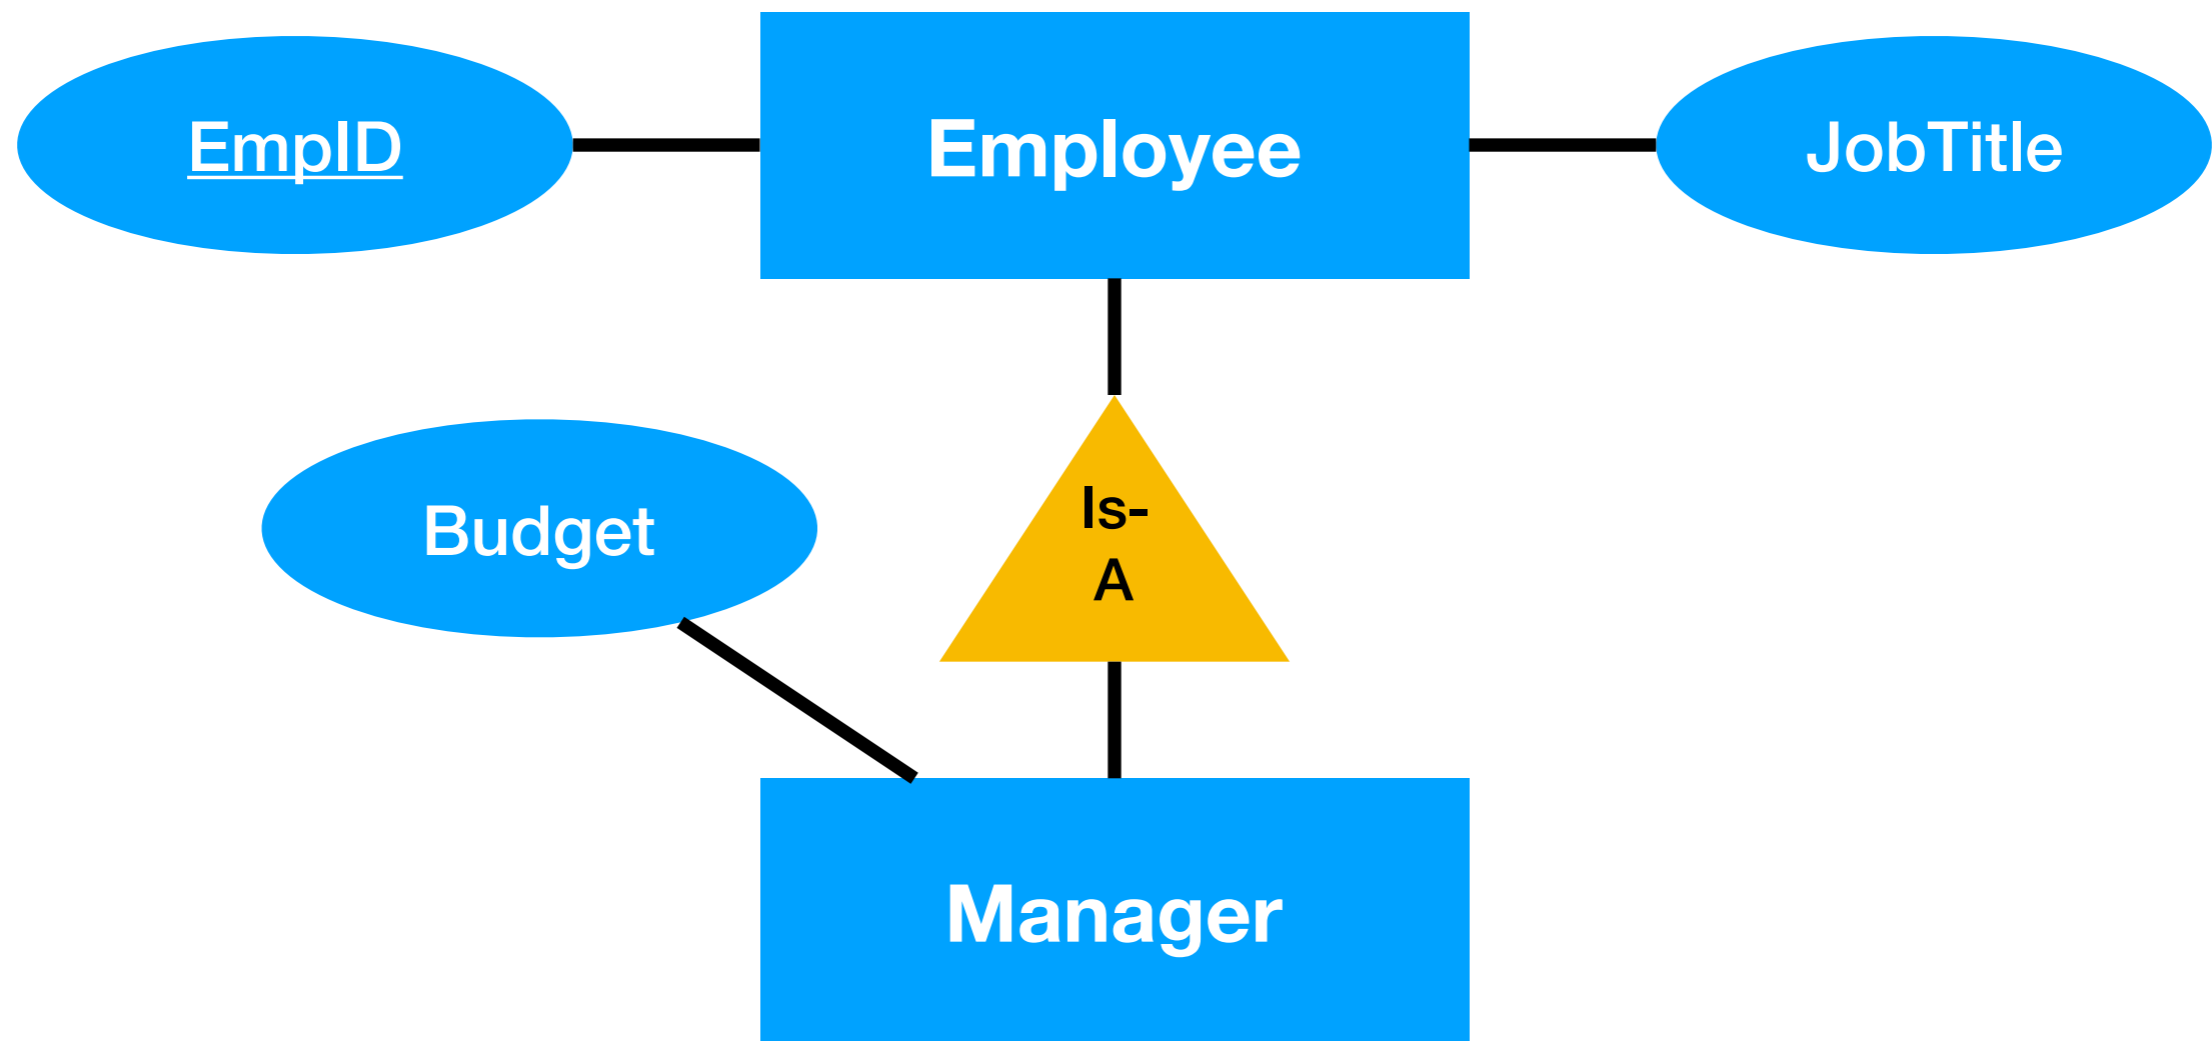 EmpID
Employee
JobTitle
Budget
Is-
A
Manager